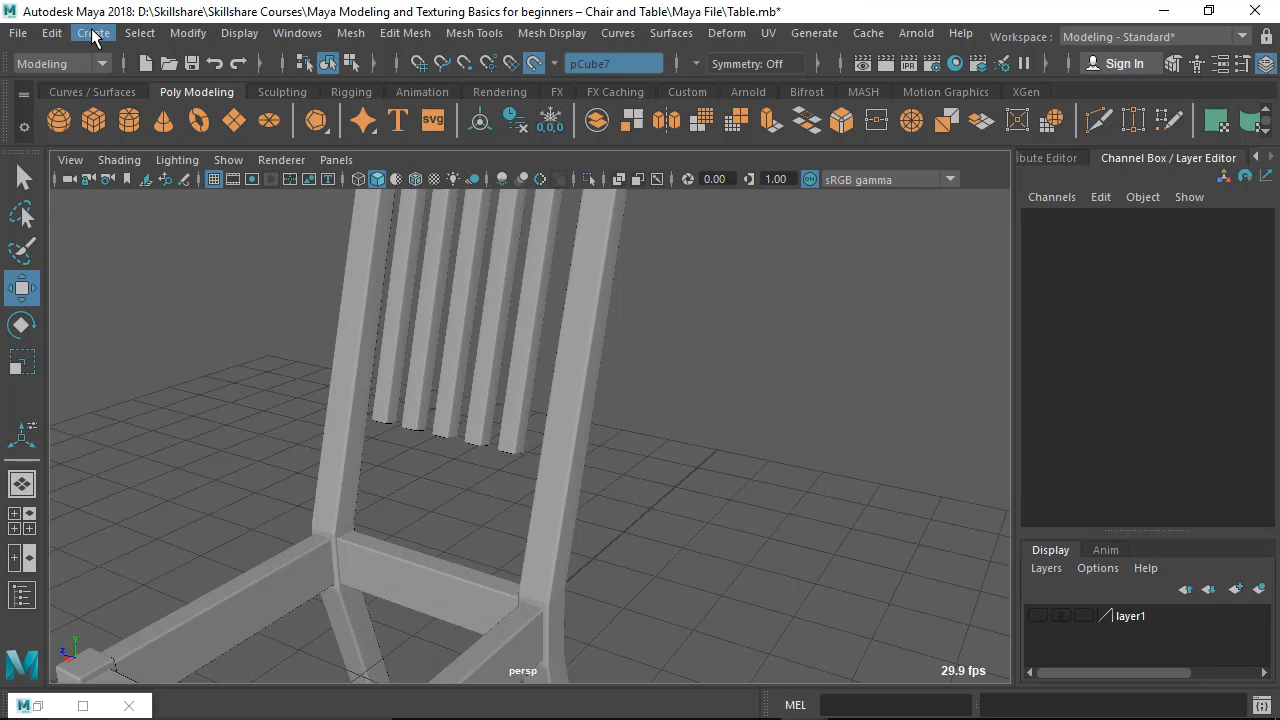 Autodesk Maya 2018: D:\Skillshare\Skillshare Courses\Maya Modeling and Texturing Basics for beginners – Chair and Table\Maya File\Table.mb*
File Edit Create Select Modify Display Windows Mesh Edit Mesh Mesh Tools Mesh Display Curves Surfaces Deform UV Generate Cache Arnold Help Workspace : Modeling - Standard*
Modeling pCube7 Symmetry: Off Sign In
Curves / Surfaces Poly Modeling Sculpting Rigging Animation Rendering FX FX Caching Custom Arnold Bifrost MASH Motion Graphics XGen
T SVG 0,0,0
View Shading Lighting Show Renderer Panels
ibute Editor Channel Box / Layer Editor
0.00 1.00 ON sRGB gamma
Channels Edit Object Show
Display Anim
Layers Options Help
P layer1
y
z
persp 29.9 fps
MEL